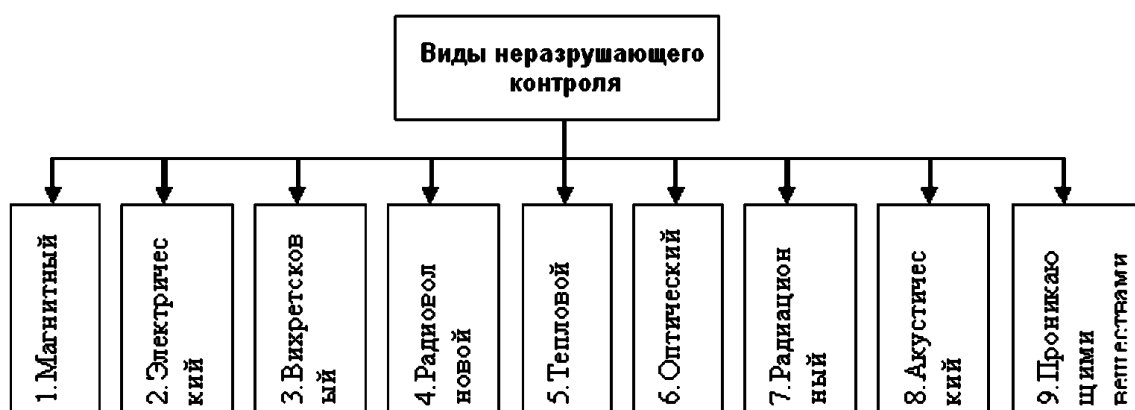 Виды неразрушающего
контроля
1.Магнитный
2.Электричес
кий
3.Вихретсков
ый
4.Радиовол
новой
5.Тепловой
6.Оптический
7.Радиацион
ный
8.Акустичес
кий
9.Проникаю
щими
веществами